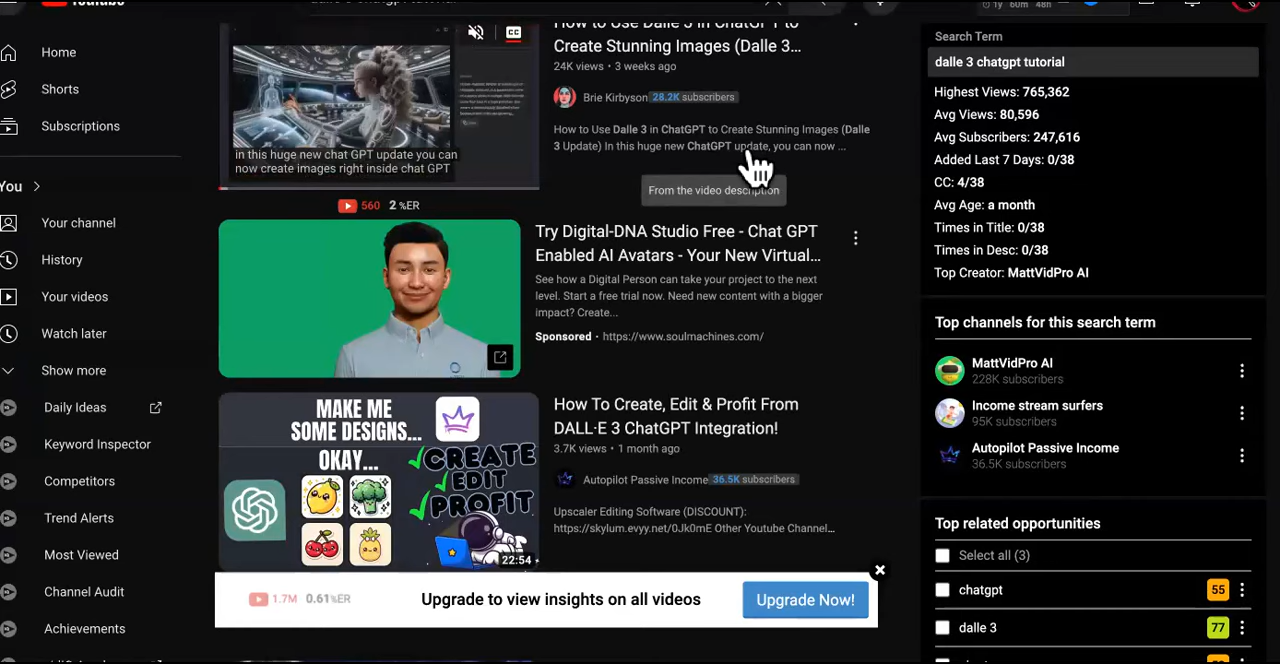 YouTube
1y 60m 48h
Home
Shorts
Subscriptions
You
Your channel
History
Your videos
Watch later
Show more
Daily Ideas
Keyword Inspector
Competitors
Trend Alerts
Most Viewed
Channel Audit
Achievements
in this huge new chat GPT update you can
now create images right inside chat GPT
CC
How to Use Dalle 3 in ChatGPT to
Create Stunning Images (Dalle 3...
24K views • 3 weeks ago
Brie Kirbyson 28.2K subscribers
How to Use Dalle 3 in ChatGPT to Create Stunning Images (Dalle
3 Update) In this huge new ChatGPT update, you can now ...
From the video description
560 2 %ER
Try Digital-DNA Studio Free - Chat GPT
Enabled AI Avatars - Your New Virtual...
See how a Digital Person can take your project to the next
level. Start a free trial now. Need new content with a bigger
impact? Create...
Sponsored • https://www.soulmachines.com/
MAKE ME
SOME DESIGNS...
OKAY...
✓CREATE
✓EDIT
✓PROFIT
22:54
How To Create, Edit & Profit From
DALL·E 3 ChatGPT Integration!
3.7K views • 1 month ago
Autopilot Passive Income 36.5K subscribers
Upscaler Editing Software (DISCOUNT):
https://skylum.evyy.net/0Jk0mE Other Youtube Channel...
1.7M 0.61%ER
Upgrade to view insights on all videos
Upgrade Now!
Search Term
dalle 3 chatgpt tutorial
Highest Views: 765,362
Avg Views: 80,596
Avg Subscribers: 247,616
Added Last 7 Days: 0/38
CC: 4/38
Avg Age: a month
Times in Title: 0/38
Times in Desc: 0/38
Top Creator: MattVidPro AI
Top channels for this search term
MattVidPro AI
228K subscribers
Income stream surfers
95K subscribers
Autopilot Passive Income
36.5K subscribers
Top related opportunities
Select all (3)
chatgpt 55
dalle 3 77